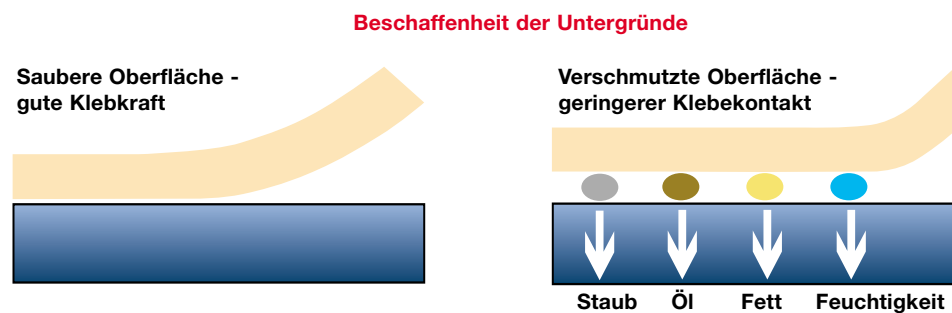 Beschaffenheit der Untergründe
Saubere Oberfläche -
gute Klebkraft
Verschmutzte Oberfläche -
geringerer Klebekontakt
Staub Öl Fett Feuchtigkeit